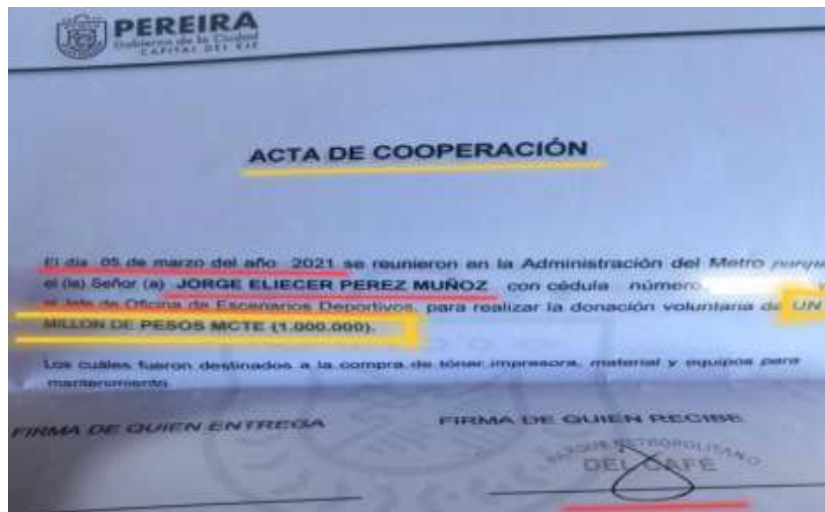 PEREIRA
Gobierno de la Ciudad
CAPITAL DEL EJE
ACTA DE COOPERACIÓN
El día 05 de marzo del año 2021 se reunieron en la Administración del Metro parque
el (la) Señor (a) JORGE ELIECER PEREZ MUÑOZ con cédula número
el Jefe de Oficina de Escenarios Deportivos, para realizar la donación voluntaria de UN
MILLON DE PESOS MCTE (1.000.000).
Los cuáles fueron destinados a la compra de tóner impresora, material y equipos para
mantenimiento.
FIRMA DE QUIEN ENTREGA
FIRMA DE QUIEN RECIBE
METROPOLITANO
DEL CAFÉ